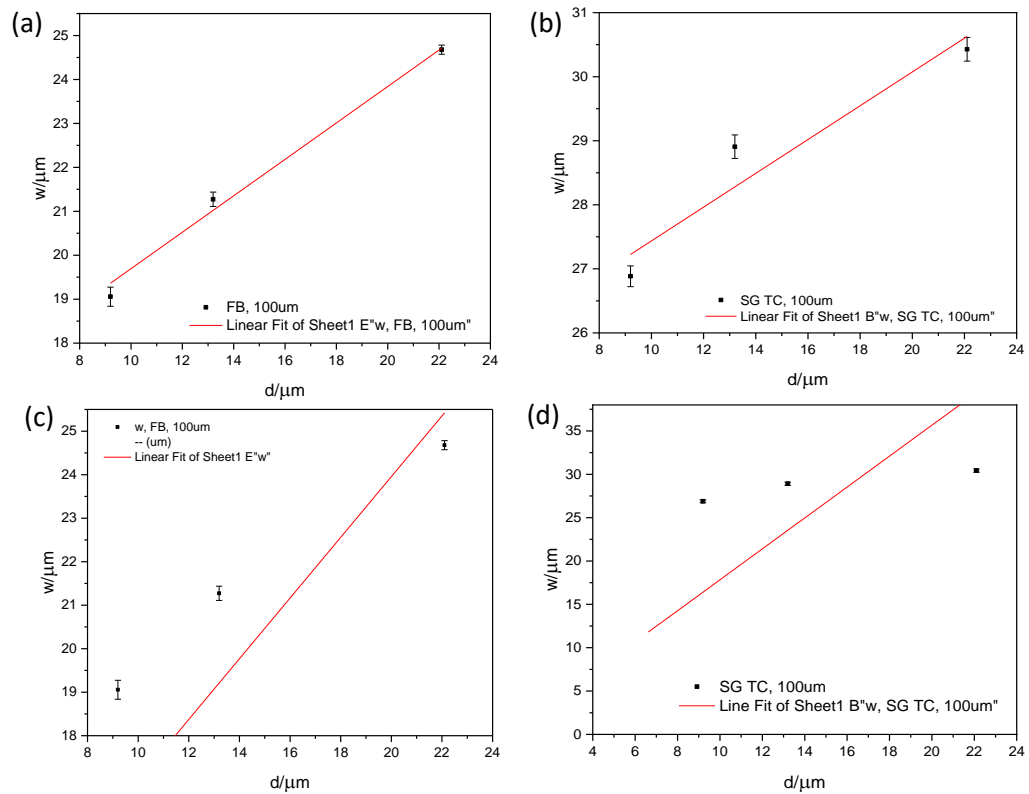 (a)
25
24
23
22
21
20
19
18
w/μm
FB, 100um
Linear Fit of Sheet1 E"w, FB, 100um"
8 10 12 14 16 18 20 22 24
d/μm
(b)
31
30
29
28
27
26
w/μm
SG TC, 100um
Linear Fit of Sheet1 B"w, SG TC, 100um"
8 10 12 14 16 18 20 22 24
d/μm
(c)
25
24
23
22
21
20
19
18
w/μm
w, FB, 100um
-- (um)
Linear Fit of Sheet1 E"w"
8 10 12 14 16 18 20 22 24
d/μm
(d)
35
30
25
20
15
10
5
0
w/μm
SG TC, 100um
Line Fit of Sheet1 B"w, SG TC, 100um"
4 6 8 10 12 14 16 18 20 22 24
d/μm